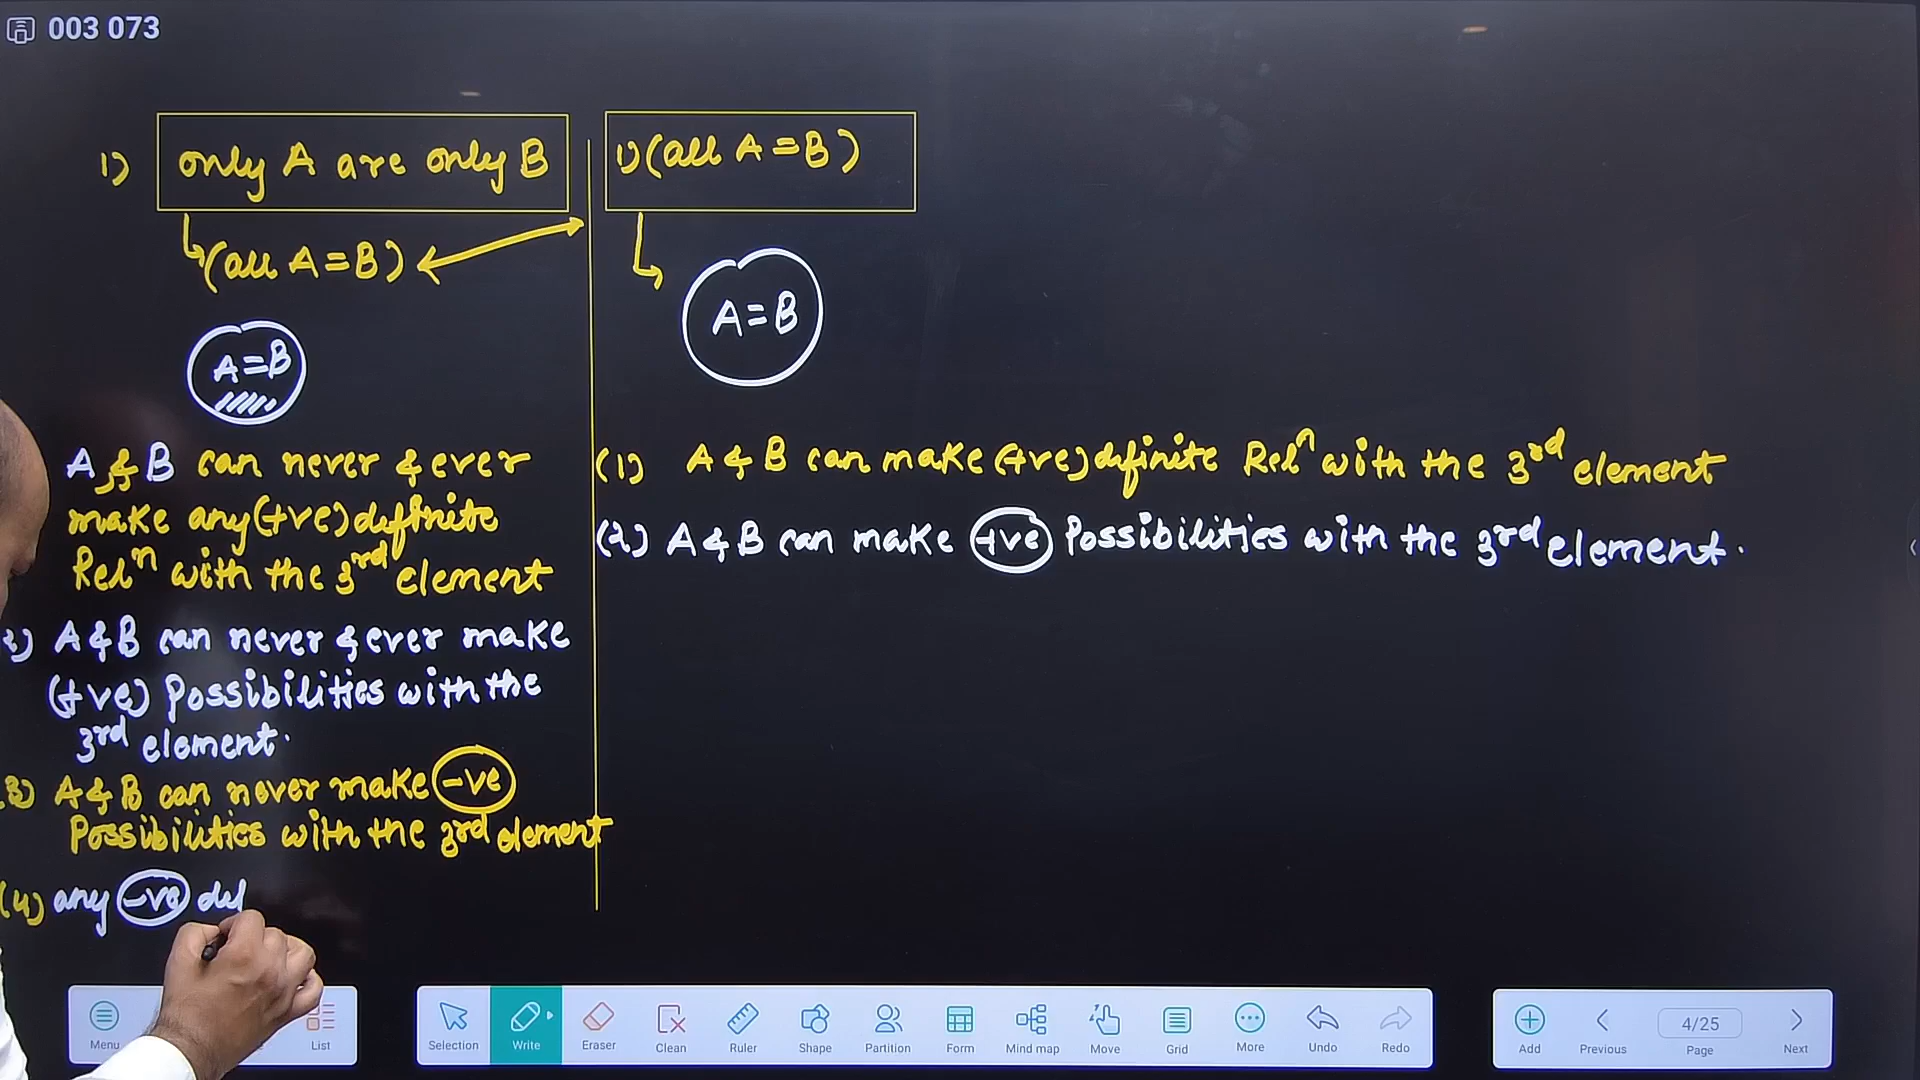 003 073
1) only A are only B
(all A=B)
A=B
A & B can never & ever
make any (+ve) definite
Relⁿ with the 3rd element
2) A & B can never & ever make
(+ve) Possibilities with the
3rd element.
3) A & B can never make -ve
Possibilities with the 3rd element
(4) any -ve def
1) (all A=B)
A=B
(1) A & B can make (+ve) definite Relⁿ with the 3rd element
(2) A & B can make +ve Possibilities with the 3rd element.
Menu List
Selection Write Eraser Clean Ruler Shape Partition Form Mind map Move Grid More Undo Redo
4/25
Add Previous Page Next